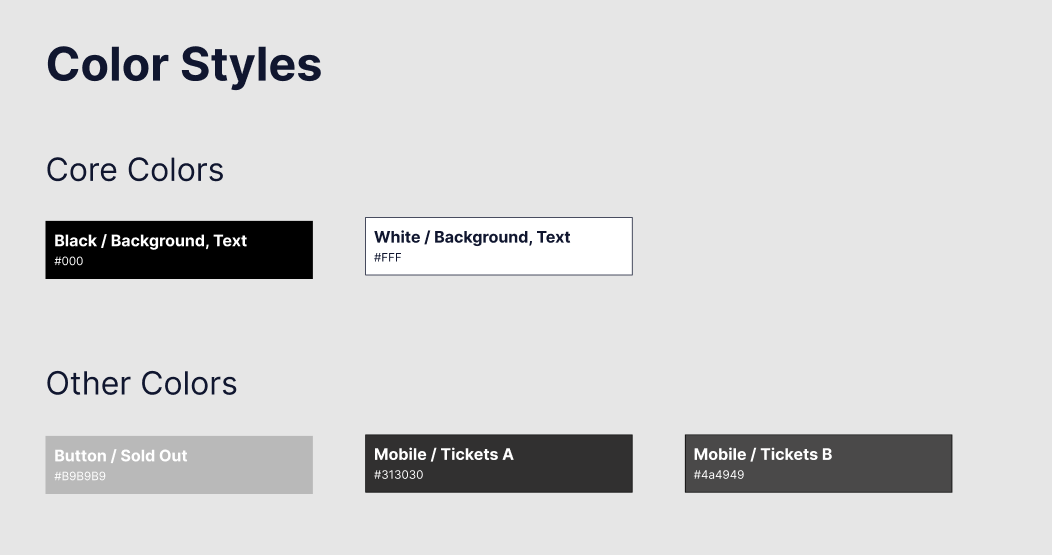 Color Styles
Core Colors
Black / Background, Text
#000
White / Background, Text
#FFF
Other Colors
Button / Sold Out
#B9B9B9
Mobile / Tickets A
#313030
Mobile / Tickets B
#4a4949